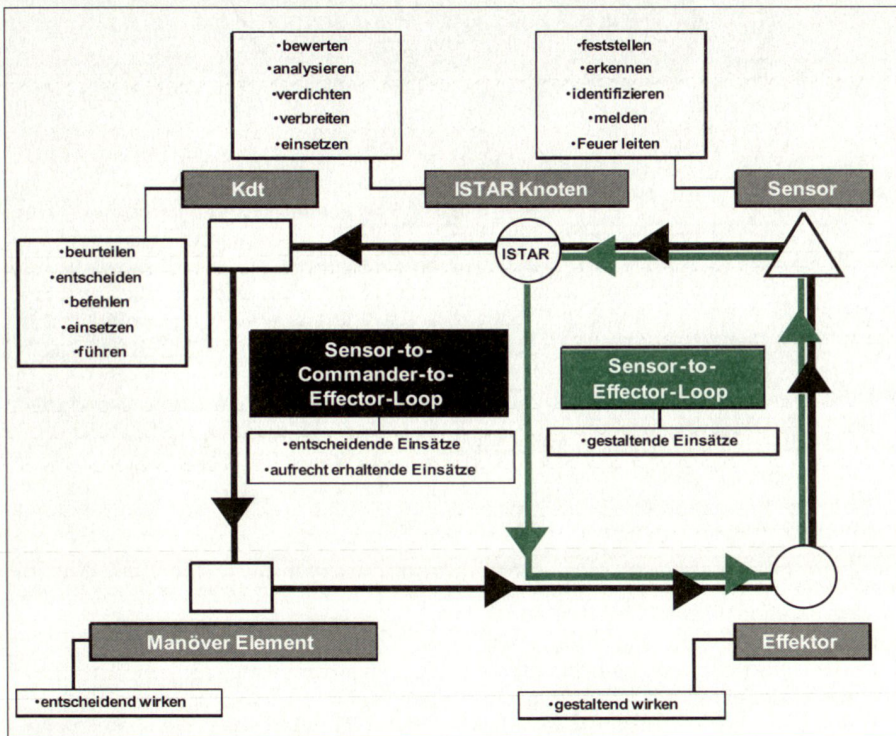 •bewerten
•analysieren
•verdichten
•verbreiten
•einsetzen
•feststellen
•erkennen
•identifizieren
•melden
•Feuer leiten
Kdt
ISTAR Knoten
Sensor
•beurteilen
•entscheiden
•befehlen
•einsetzen
•führen
ISTAR
Sensor-to-
Commander-to-
Effector-Loop
•entscheidende Einsätze
•aufrecht erhaltende Einsätze
Sensor-to-
Effector-Loop
•gestaltende Einsätze
Manöver Element
•entscheidend wirken
Effektor
•gestaltend wirken